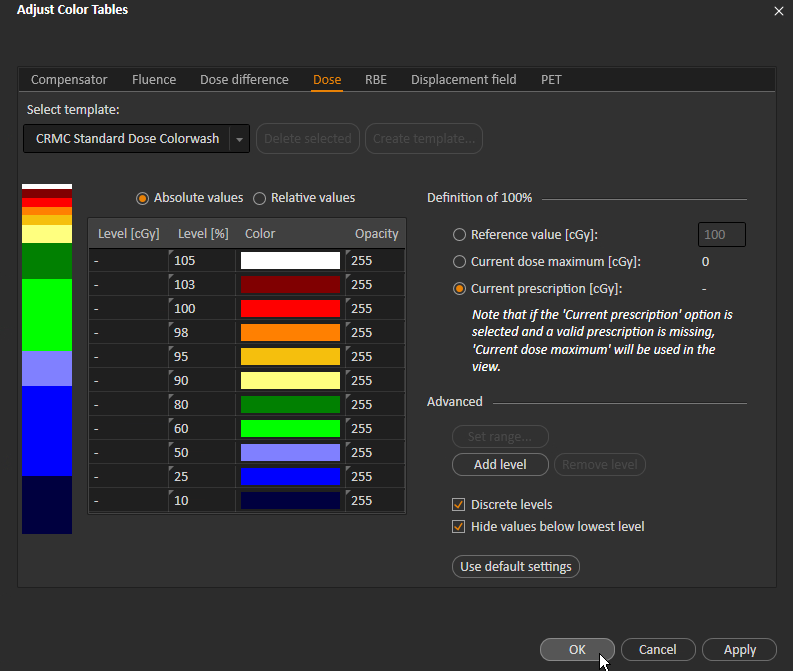 Adjust Color Tables
Compensator Fluence Dose difference Dose RBE Displacement field PET
Select template:
CRMC Standard Dose Colorwash Delete selected Create template...
Absolute values Relative values
Level [cGy] Level [%] Color Opacity
- 105 255
- 103 255
- 100 255
- 98 255
- 95 255
- 90 255
- 80 255
- 60 255
- 50 255
- 25 255
- 10 255
Definition of 100%
Reference value [cGy]: 100
Current dose maximum [cGy]: 0
Current prescription [cGy]: -
Note that if the 'Current prescription' option is
selected and a valid prescription is missing,
'Current dose maximum' will be used in the
view.
Advanced
Set range...
Add level Remove level
Discrete levels
Hide values below lowest level
Use default settings
OK Cancel Apply